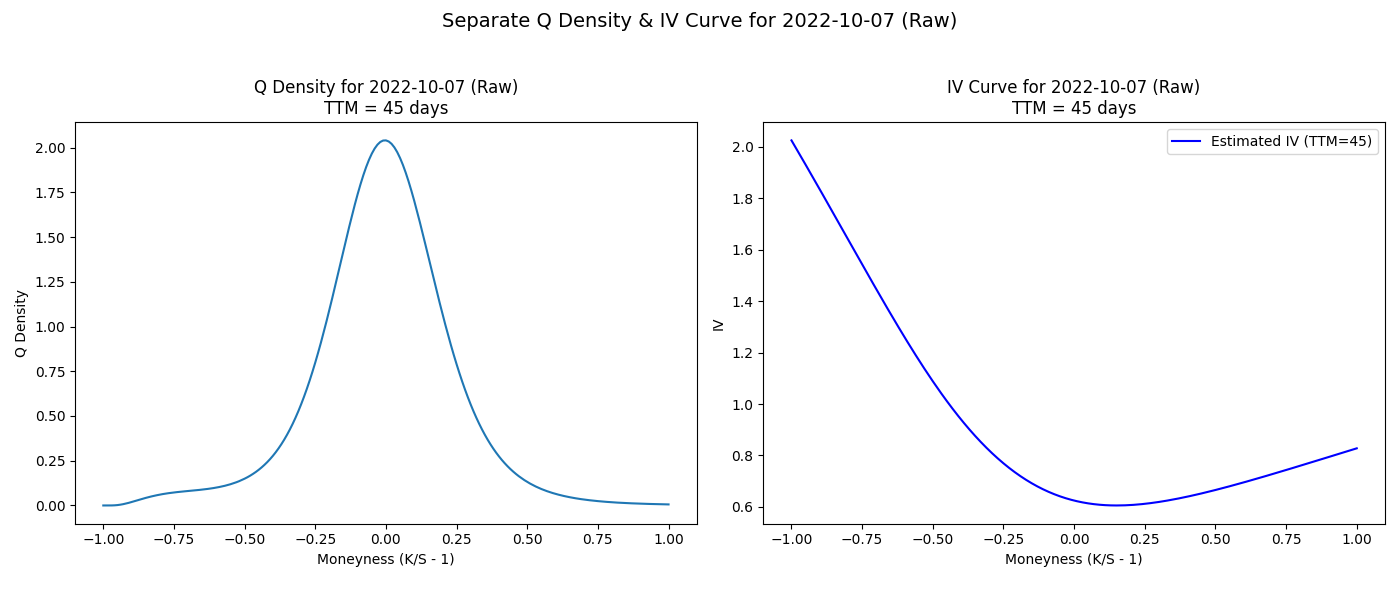 Separate Q Density & IV Curve for 2022-10-07 (Raw)
Q Density for 2022-10-07 (Raw)
TTM = 45 days
2.00
1.75
1.50
1.25
1.00
0.75
0.50
0.25
0.00
Q Density
−1.00 −0.75 −0.50 −0.25 0.00 0.25 0.50 0.75 1.00
Moneyness (K/S - 1)
IV Curve for 2022-10-07 (Raw)
TTM = 45 days
Estimated IV (TTM=45)
2.0
1.8
1.6
1.4
1.2
1.0
0.8
0.6
IV
−1.00 −0.75 −0.50 −0.25 0.00 0.25 0.50 0.75 1.00
Moneyness (K/S - 1)